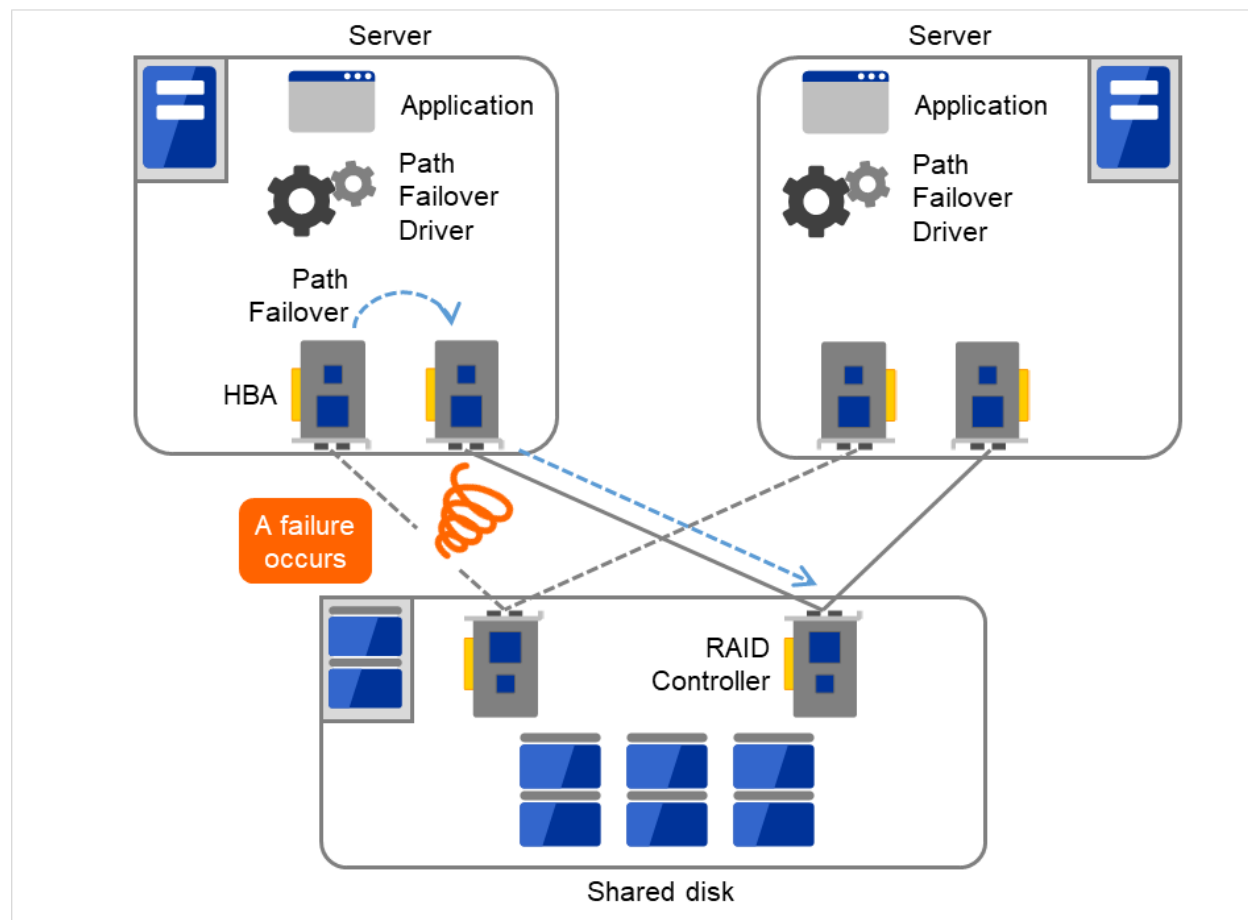 Server
Server
Application
Path
Failover
Driver
Application
Path
Failover
Driver
Path
Failover
HBA
A failure
occurs
RAID
Controller
Shared disk